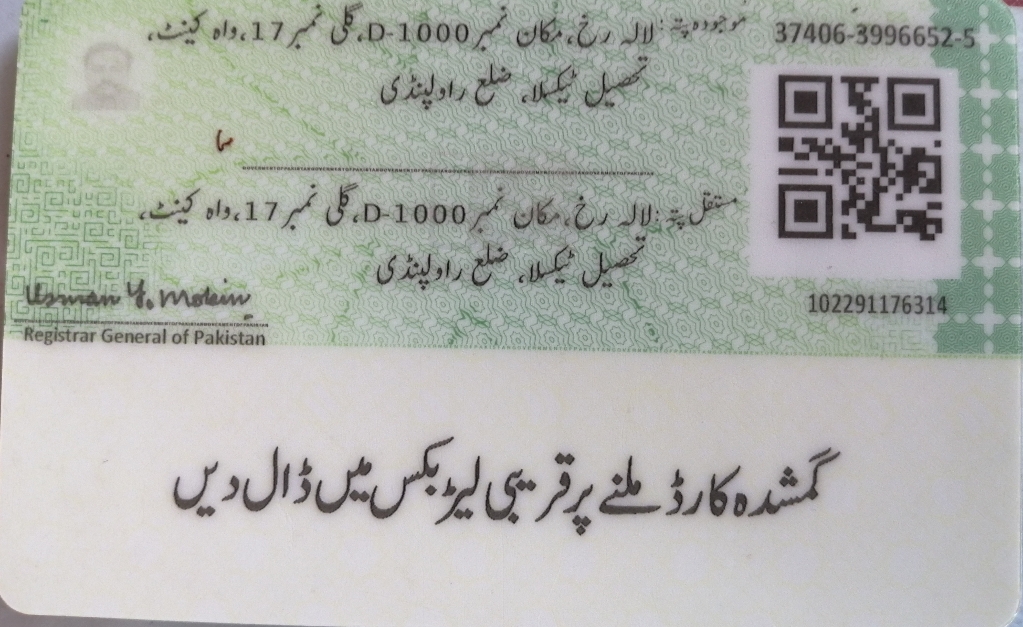 37406-3996652-5
موجودہ پتہ: لالہ رخ، مکان نمبر D-1000، گلی نمبر 17، واہ کینٹ،
تحصیل ٹیکسلا، ضلع راولپنڈی
مستقل پتہ: لالہ رخ، مکان نمبر D-1000، گلی نمبر 17، واہ کینٹ،
تحصیل ٹیکسلا، ضلع راولپنڈی
102291176314
Registrar General of Pakistan
گمشدہ کارڈ ملنے پر قریبی لیٹر بکس میں ڈال دیں